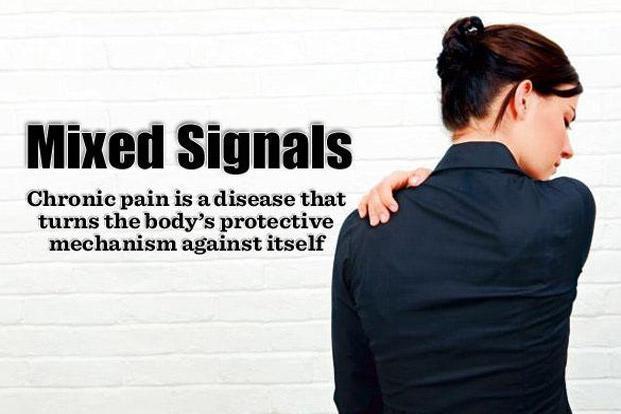 Mixed Signals
Chronic pain is a disease that
turns the body's protective
mechanism against itself